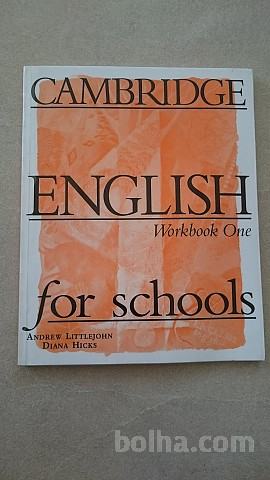 CAMBRIDGE
ENGLISH
Workbook One
for schools
ANDREW LITTLEJOHN
DIANA HICKS
bolha.com